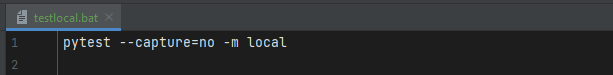 testlocal.bat
1 pytest --capture=no -m local
2